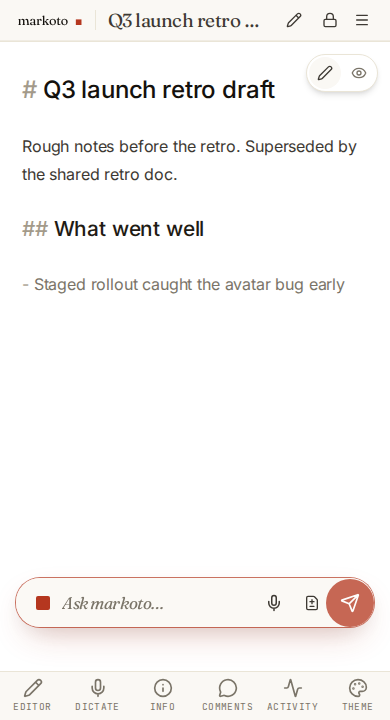 markoto
Q3 launch retro ...
# Q3 launch retro draft
Rough notes before the retro. Superseded by
the shared retro doc.
## What went well
- Staged rollout caught the avatar bug early
Ask markoto...
EDITOR DICTATE INFO COMMENTS ACTIVITY THEME